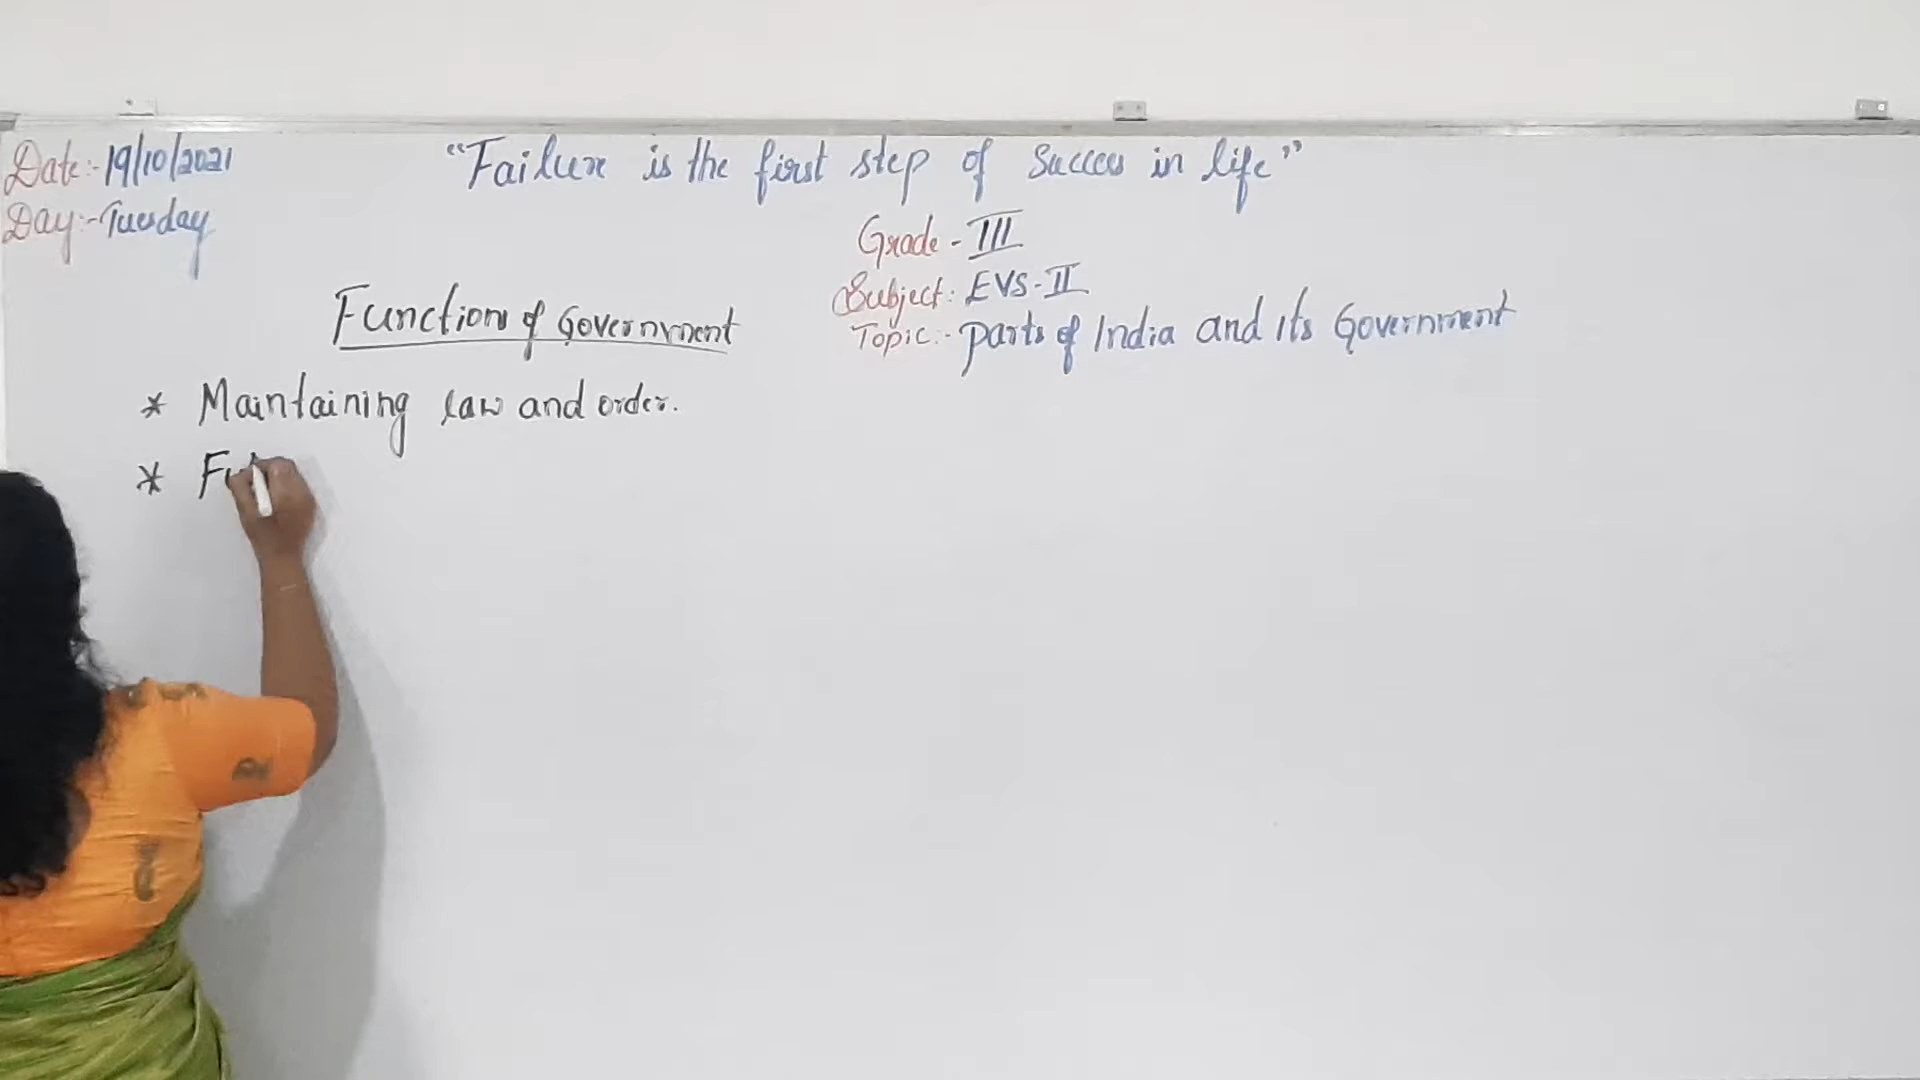 Date:- 19/10/2021
Day:- Tuesday
"Failure is the first step of Succes in life"
Grade - III
Subject: EVS-II
Topic:- Parts of India and its Government
Function of Government
* Maintaining law and order.
*